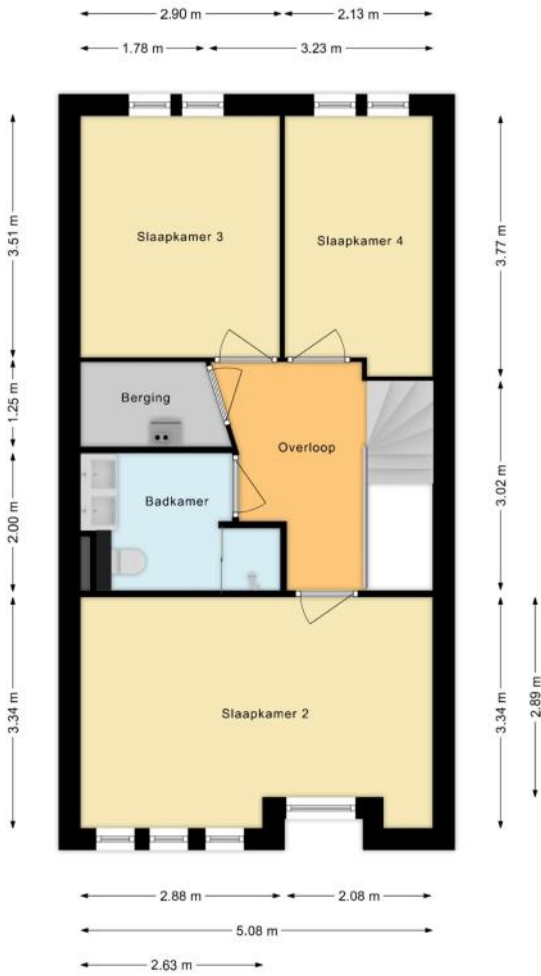 2.90 m
2.13 m
1.78 m
3.23 m
3.51 m
Slaapkamer 3
Slaapkamer 4
3.77 m
1.25 m
Berging
Overloop
2.00 m
Badkamer
3.02 m
3.34 m
Slaapkamer 2
3.34 m
2.89 m
2.88 m
2.08 m
5.08 m
2.63 m